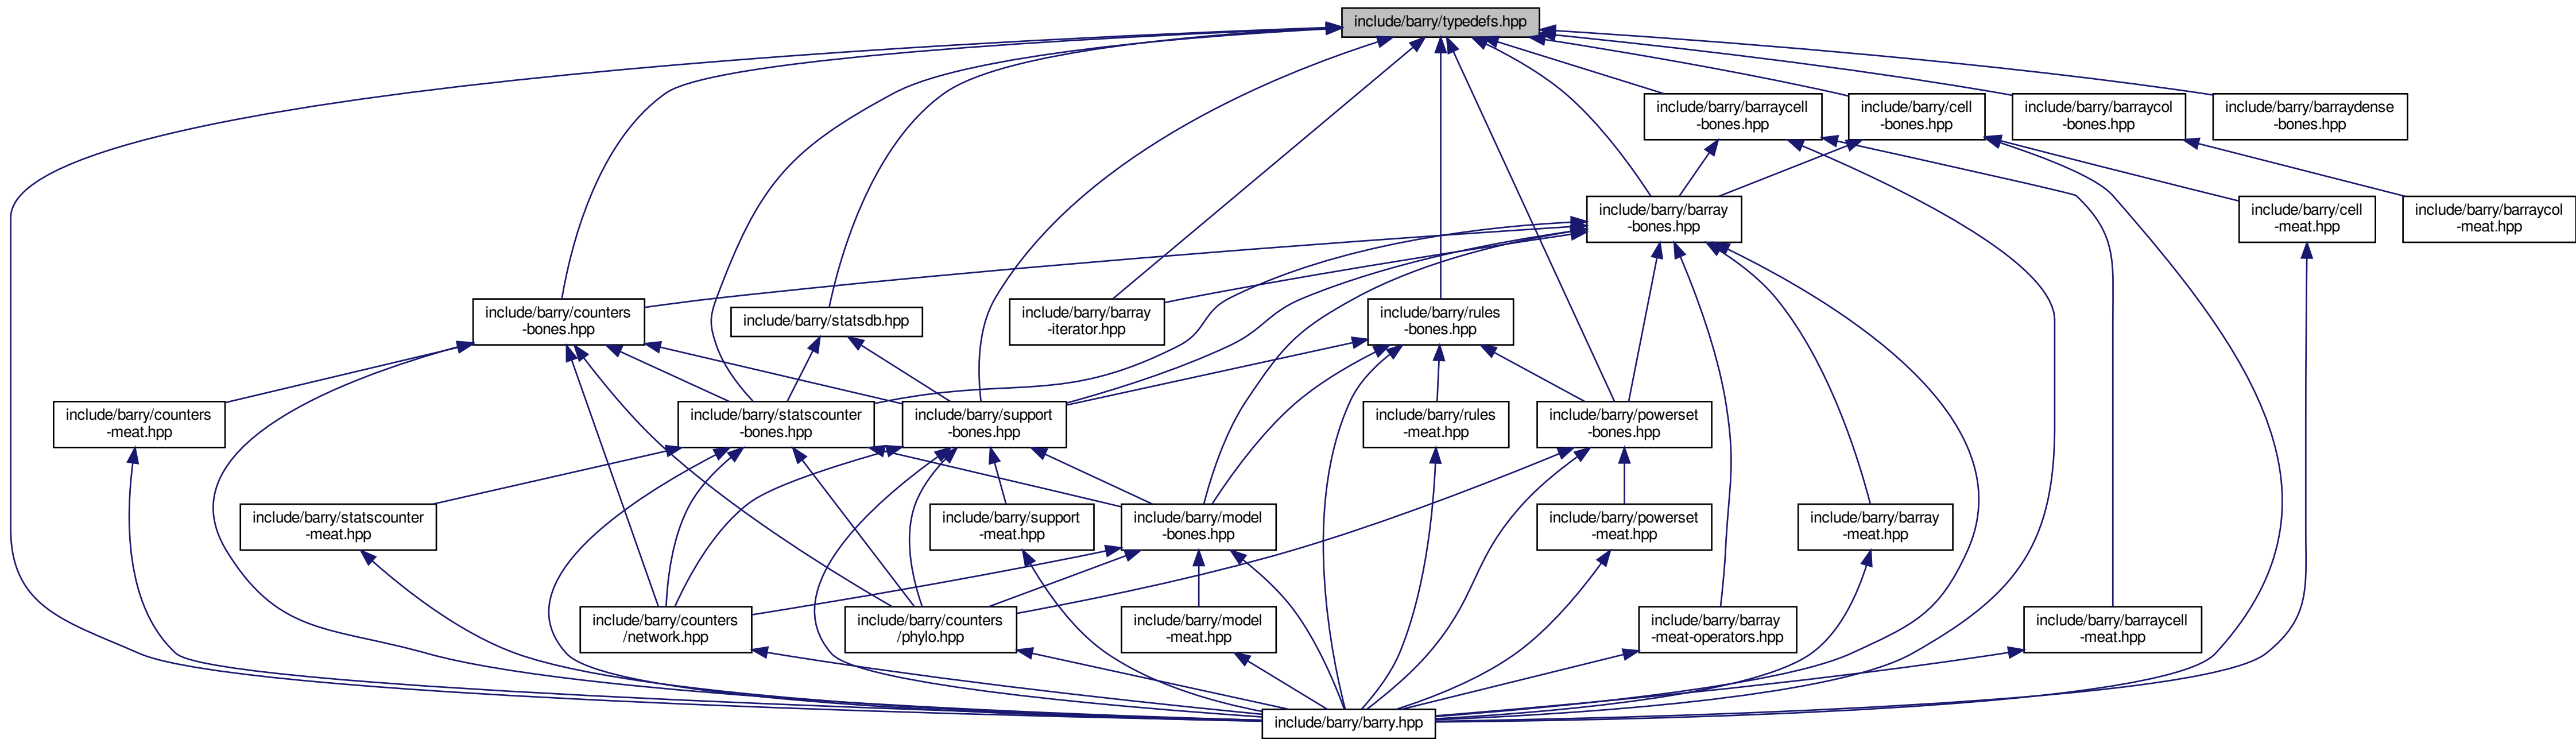 include/barry/typedefs.hpp
include/barry/barraycell
-bones.hpp
include/barry/cell
-bones.hpp
include/barry/barraycol
-bones.hpp
include/barry/barraydense
-bones.hpp
include/barry/barray
-bones.hpp
include/barry/cell
-meat.hpp
include/barry/barraycol
-meat.hpp
include/barry/counters
-bones.hpp
include/barry/statsdb.hpp
include/barry/barray
-iterator.hpp
include/barry/rules
-bones.hpp
include/barry/counters
-meat.hpp
include/barry/statscounter
-bones.hpp
include/barry/support
-bones.hpp
include/barry/rules
-meat.hpp
include/barry/powerset
-bones.hpp
include/barry/statscounter
-meat.hpp
include/barry/support
-meat.hpp
include/barry/model
-bones.hpp
include/barry/powerset
-meat.hpp
include/barry/barray
-meat.hpp
include/barry/counters
/network.hpp
include/barry/counters
/phylo.hpp
include/barry/model
-meat.hpp
include/barry/barray
-meat-operators.hpp
include/barry/barraycell
-meat.hpp
include/barry/barry.hpp